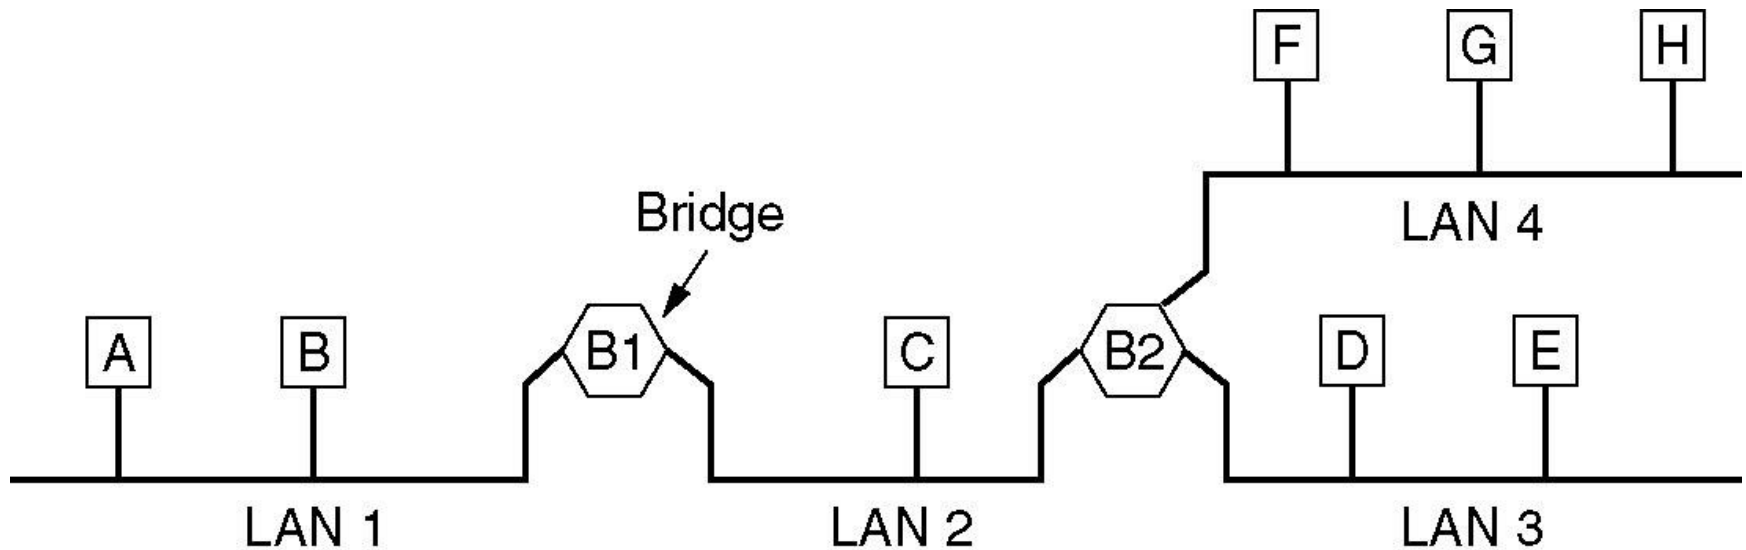 F G H
LAN 4
Bridge
A B B1 C B2 D E
LAN 1 LAN 2 LAN 3